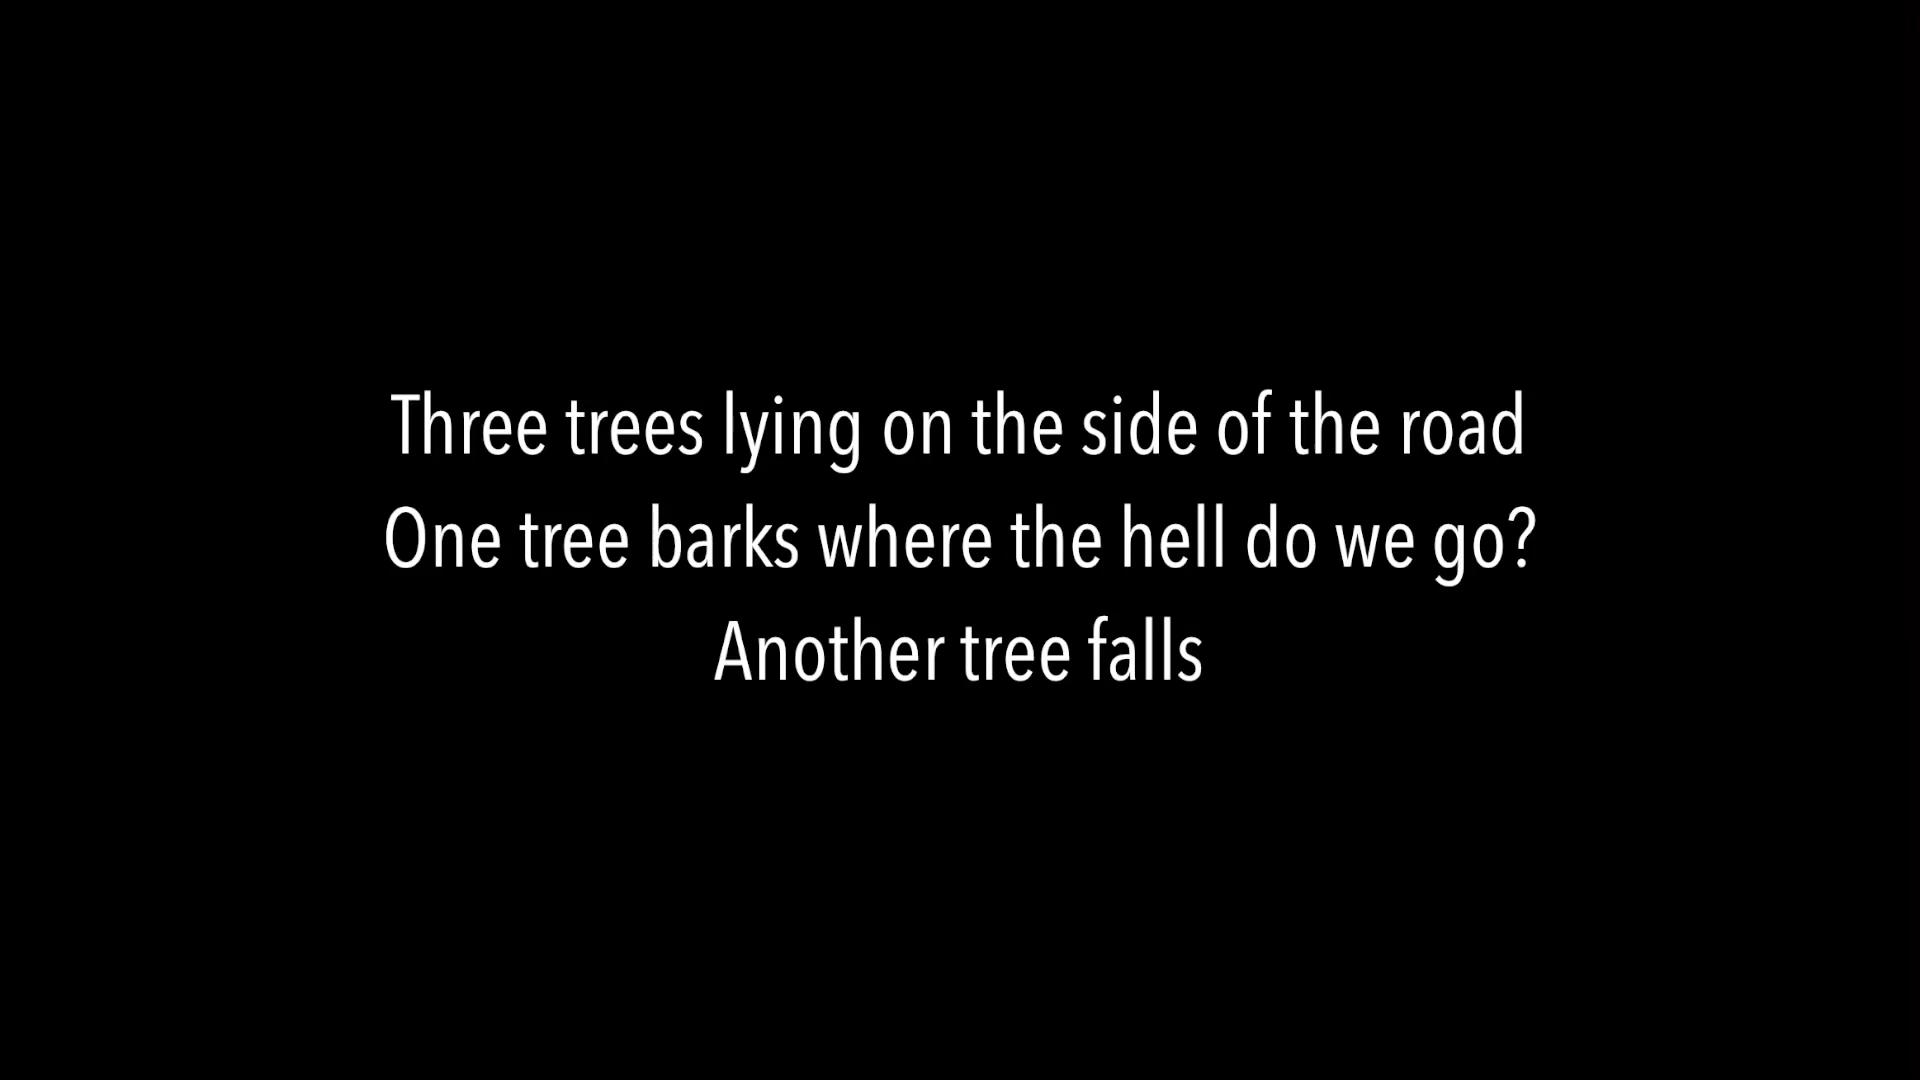 Three trees lying on the side of the road
One tree barks where the hell do we go?
Another tree falls